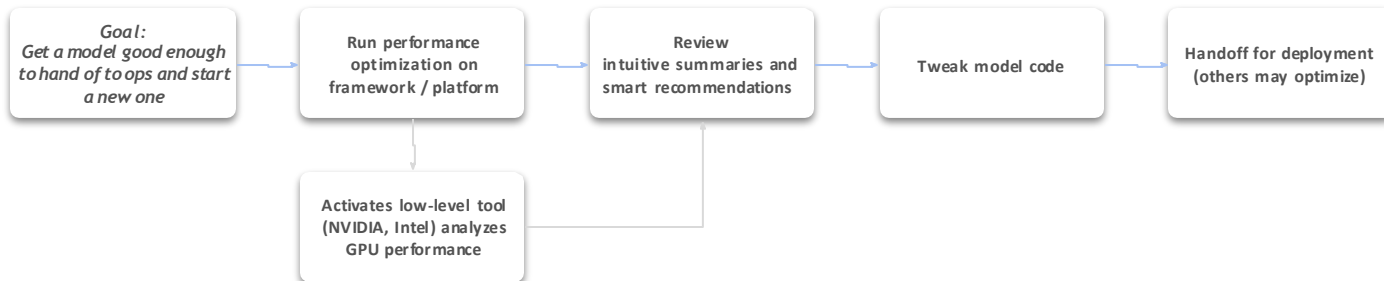 Goal:
Get a model good enough
to hand of to ops and start
a new one
Run performance
optimization on
framework / platform
Review
intuitive summaries and
smart recommendations
Tweak model code
Handoff for deployment
(others may optimize)
Activates low-level tool
(NVIDIA, Intel) analyzes
GPU performance